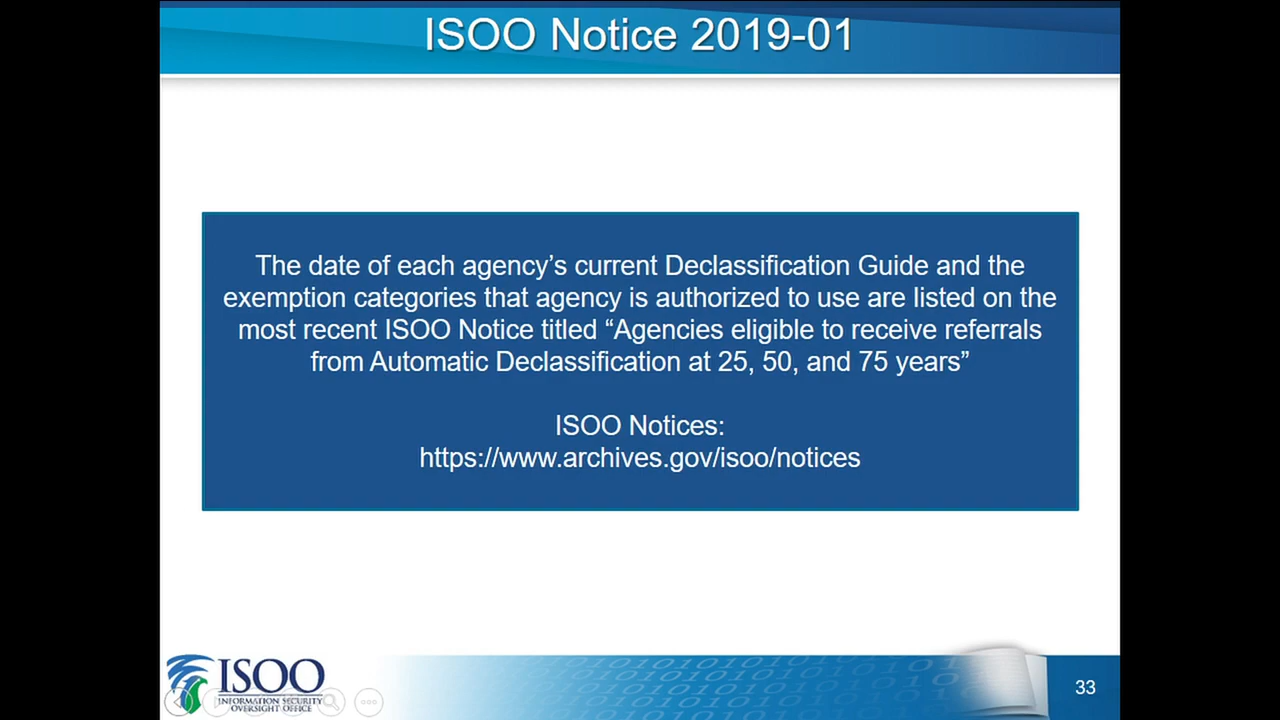 ISOO Notice 2019-01
The date of each agency’s current Declassification Guide and the
exemption categories that agency is authorized to use are listed on the
most recent ISOO Notice titled “Agencies eligible to receive referrals
from Automatic Declassification at 25, 50, and 75 years”
ISOO Notices:
https://www.archives.gov/isoo/notices
ISOO
INFORMATION SECURITY
OVERSIGHT OFFICE
33